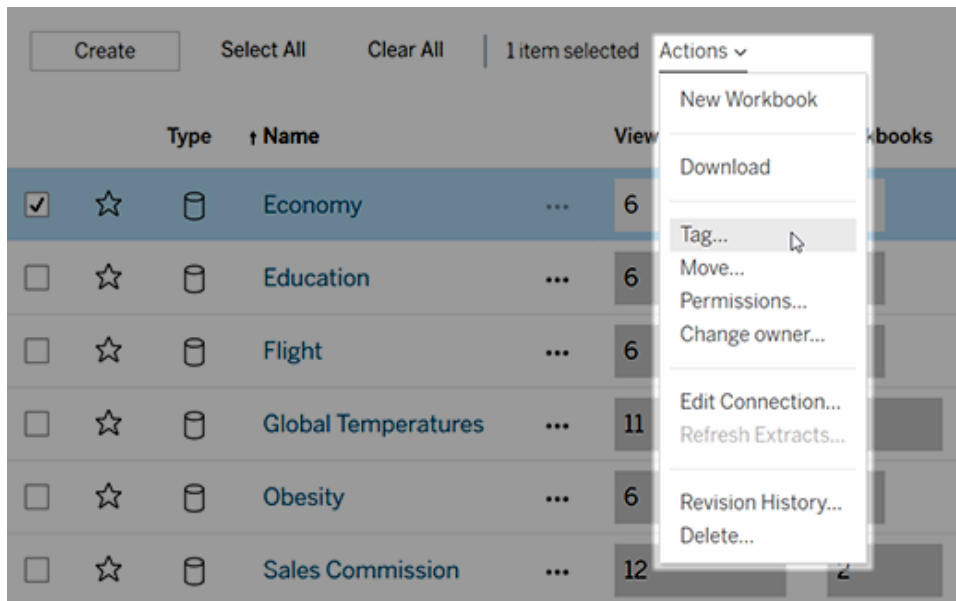 Create Select All Clear All 1 item selected Actions
New Workbook
Type Name View kbooks
Download
Economy ... 6
Tag...
Education ... 6
Move...
Permissions...
Flight ... 6
Change owner...
Global Temperatures ... 11
Edit Connection...
Refresh Extracts...
Obesity ... 6
Revision History...
Delete...
Sales Commission ... 12 2